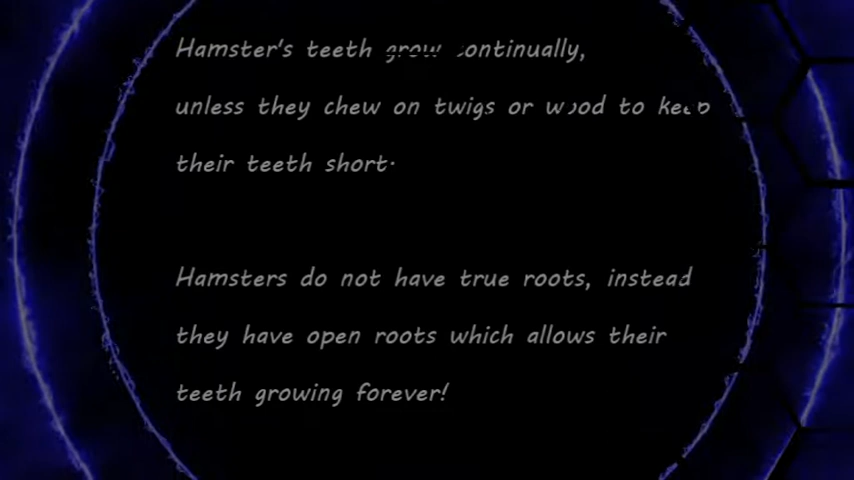 Hamster's teeth grow continually,
unless they chew on twigs or wood to keep
their teeth short.
Hamsters do not have true roots, instead
they have open roots which allows their
teeth growing forever!